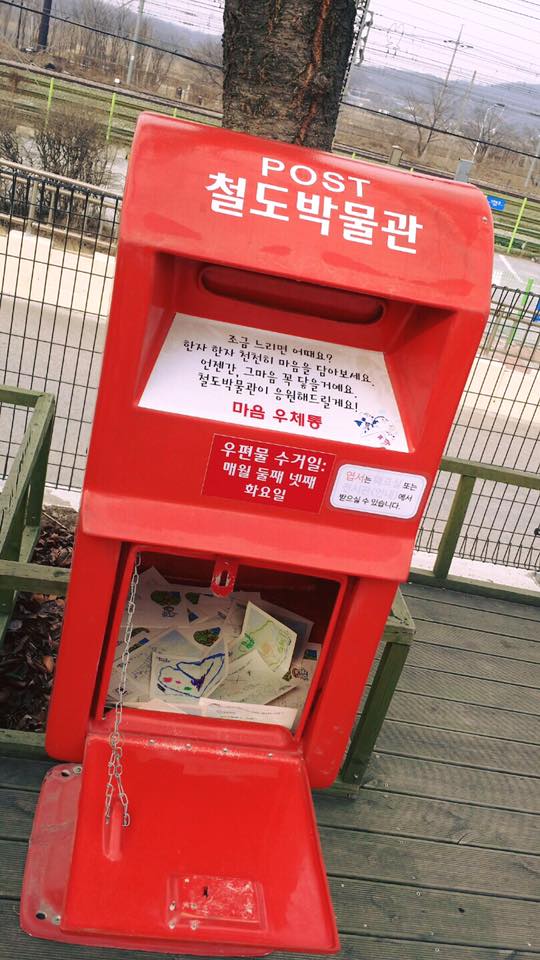 POST
철도박물관
조금 느리면 어때요?
한자 한자 천천히 마음을 담아보세요.
언젠간, 그마음 꼭 닿을거예요.
철도박물관이 응원해드릴게요!
마음 우체통
우편물 수거일:
매월 둘째 넷째
화요일
엽서는 또는
에서
받으실 수 있습니다.